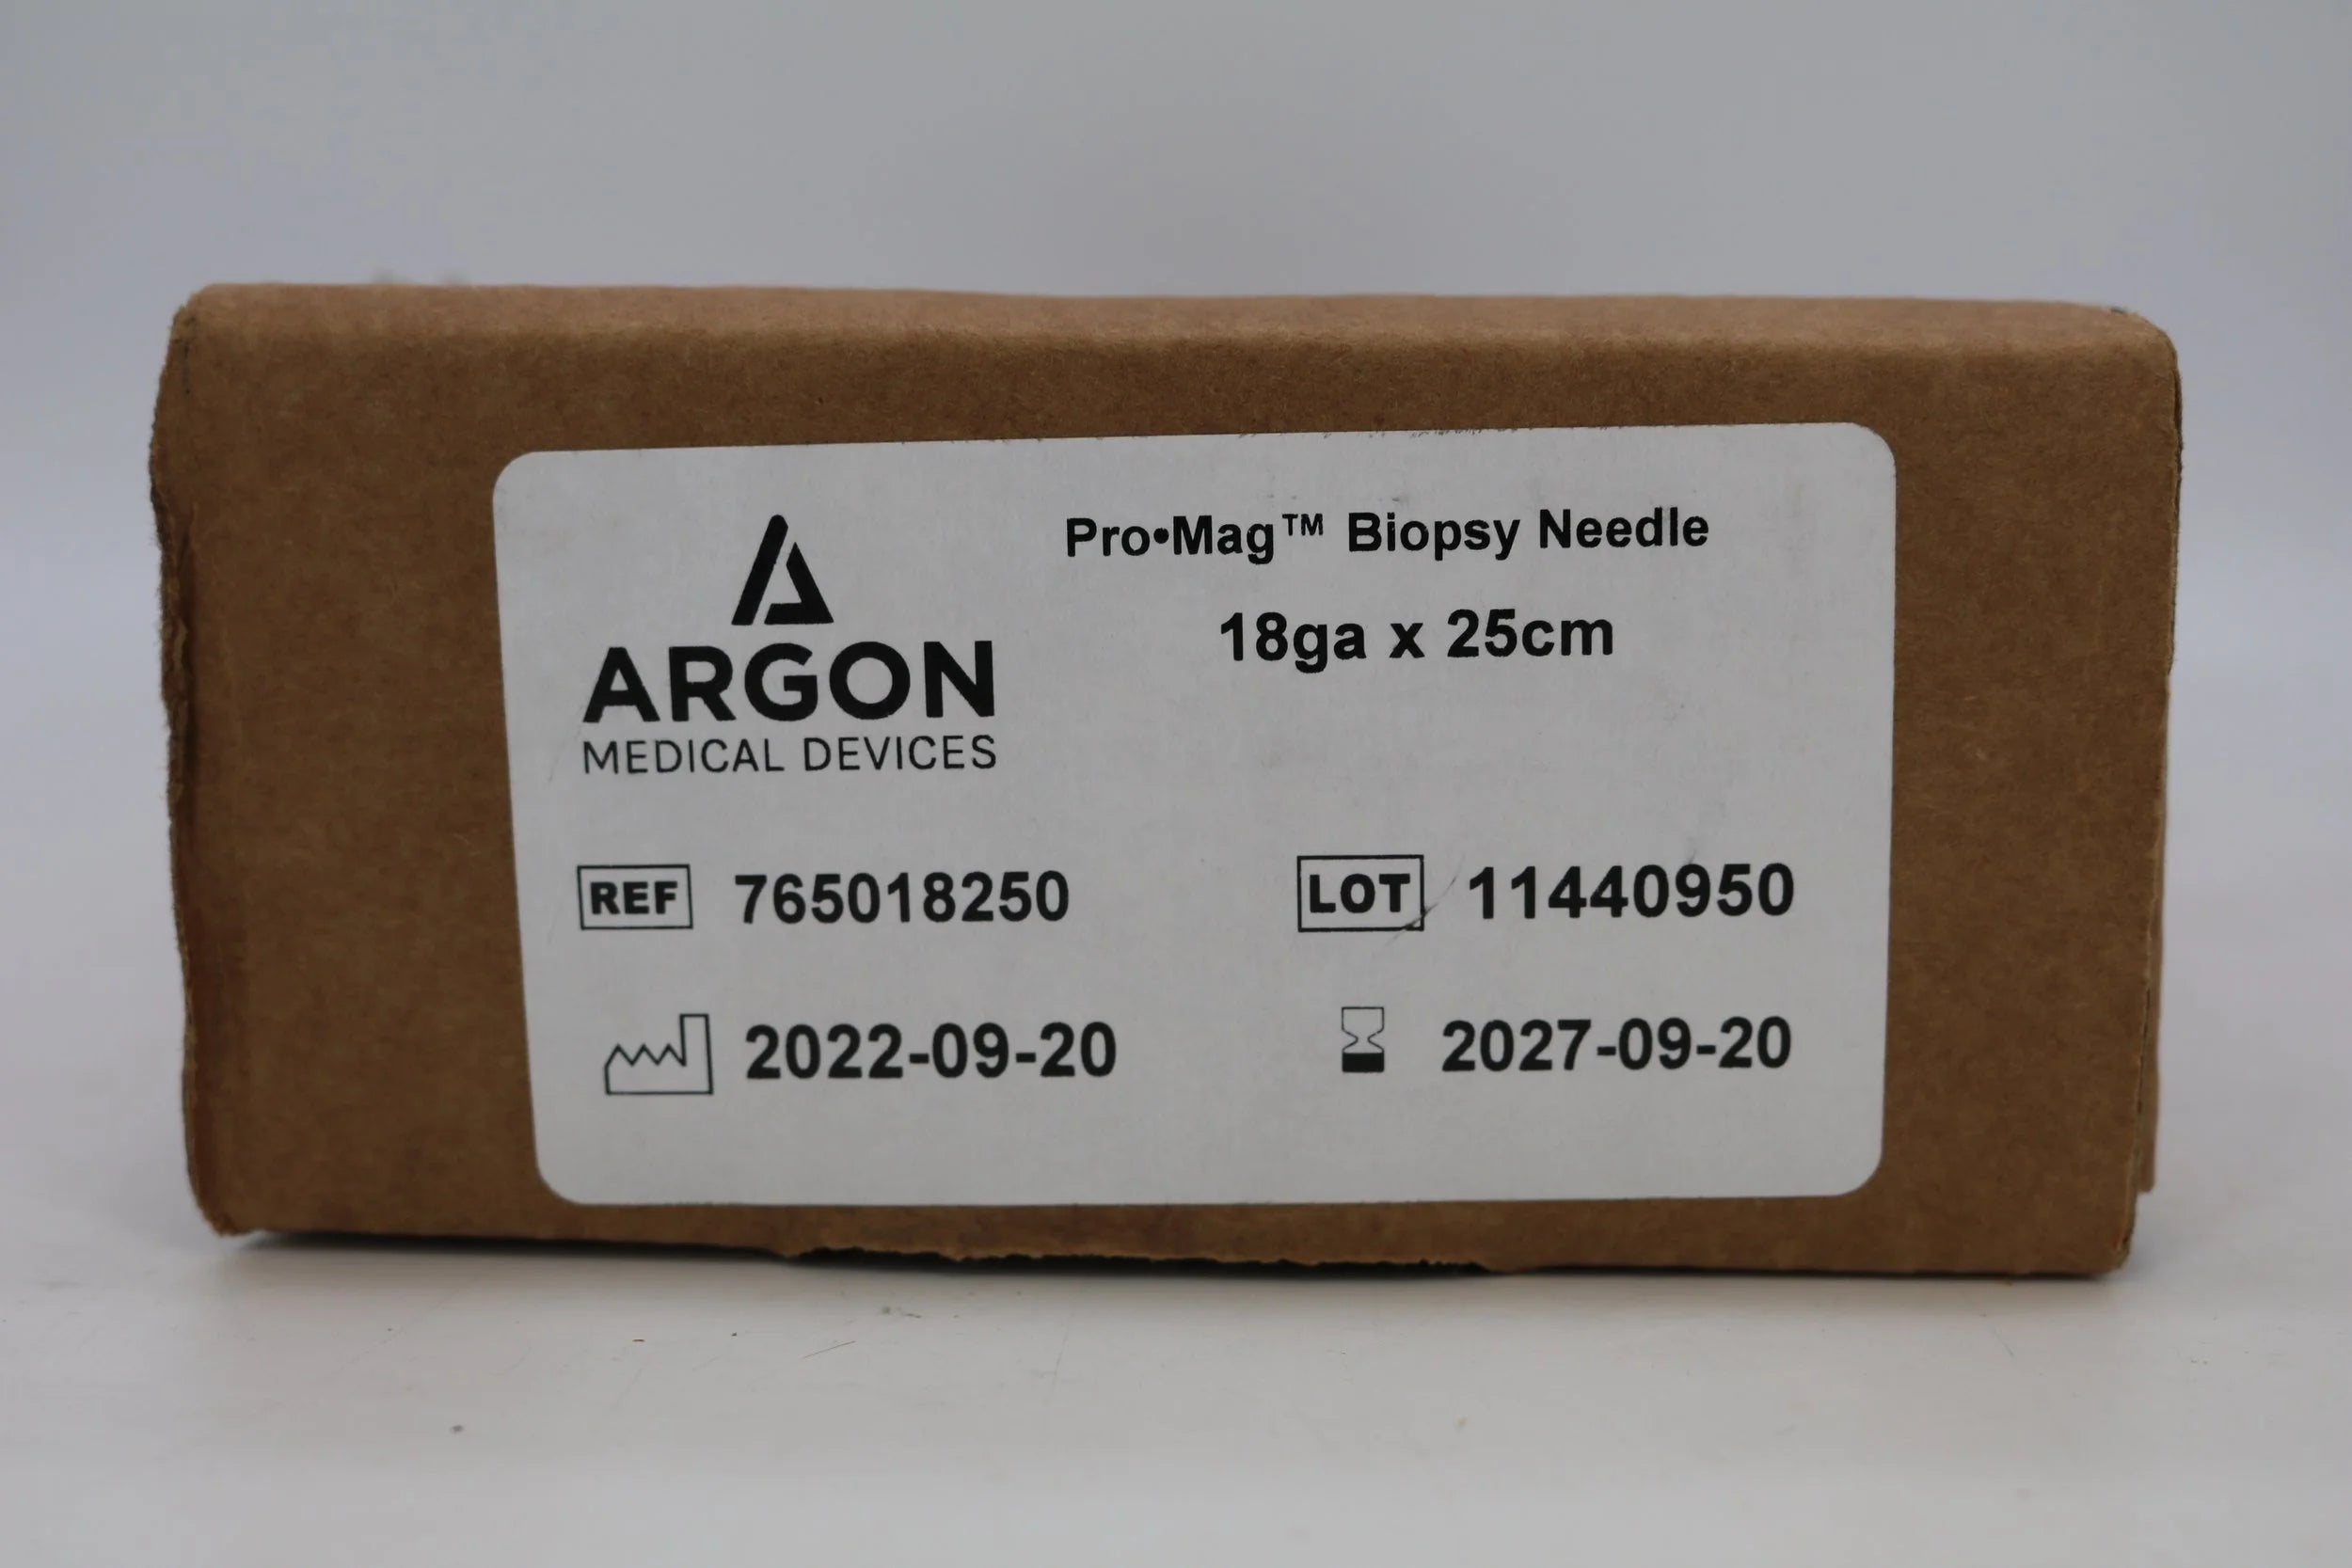 Pro•Mag™ Biopsy Needle
18ga x 25cm
ARGON
MEDICAL DEVICES
REF 765018250
LOT 11440950
2022-09-20
2027-09-20